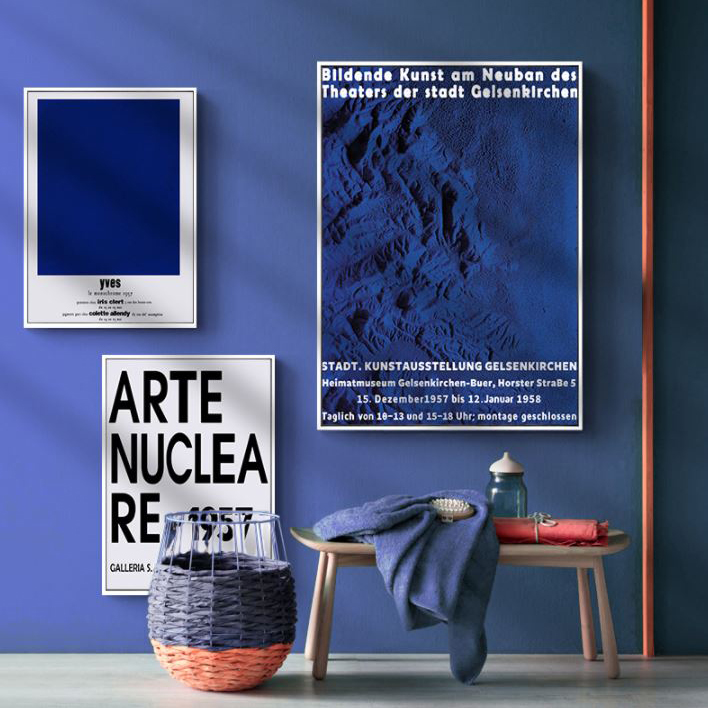 yves
le monochrome 1957
iris clert
colette allendy
Bildende Kunst am Neuban des
Theaters der stadt Gelsenkirchen
STADT. KUNSTAUSSTELLUNG GELSENKIRCHEN
Heimatmuseum Gelsenkirchen-Buer, Horster StraBe 5
15. Dezember1957 bis 12.Januar 1958
Taglich von 10-13 und 15-18 Uhr; montage geschlossen
ARTE
NUCLEA
RE 1957
GALLERIA S.